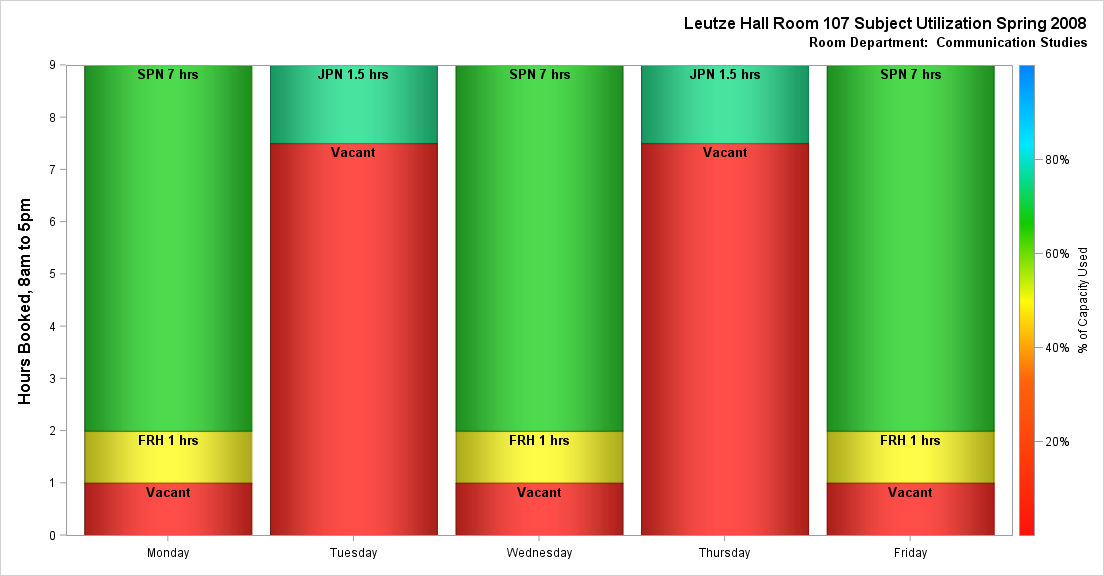 Leutze Hall Room 107 Subject Utilization Spring 2008
Room Department: Communication Studies
Hours Booked, 8am to 5pm
9
8
7
6
5
4
3
2
1
0
SPN 7 hrs
FRH 1 hrs
Vacant
JPN 1.5 hrs
Vacant
SPN 7 hrs
FRH 1 hrs
Vacant
JPN 1.5 hrs
Vacant
SPN 7 hrs
FRH 1 hrs
Vacant
Monday
Tuesday
Wednesday
Thursday
Friday
80%
60%
40%
20%
% of Capacity Used